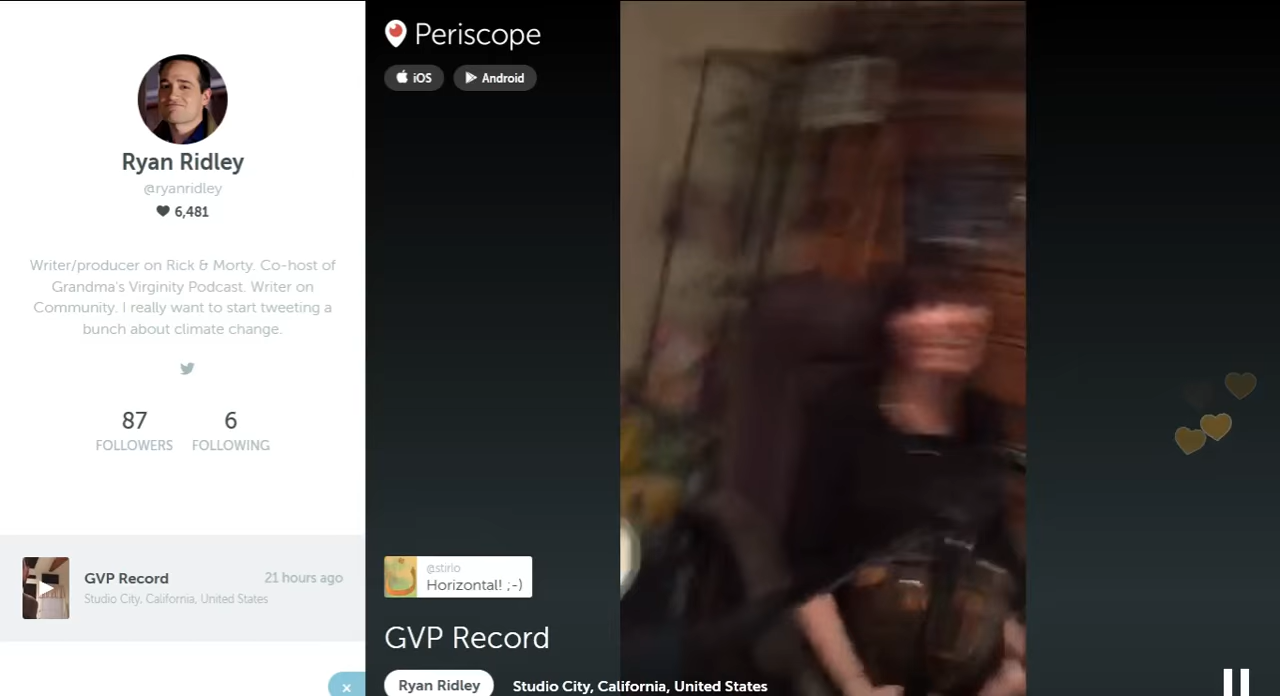 Ryan Ridley
@ryanridley
6,481
Writer/producer on Rick & Morty. Co-host of
Grandma's Virginity Podcast. Writer on
Community. I really want to start tweeting a
bunch about climate change.
87
6
FOLLOWERS
FOLLOWING
GVP Record
21 hours ago
Studio City, California, United States
x
Periscope
iOS
Android
@stirio
Horizontal! ;-)
GVP Record
Ryan Ridley
Studio City, California, United States